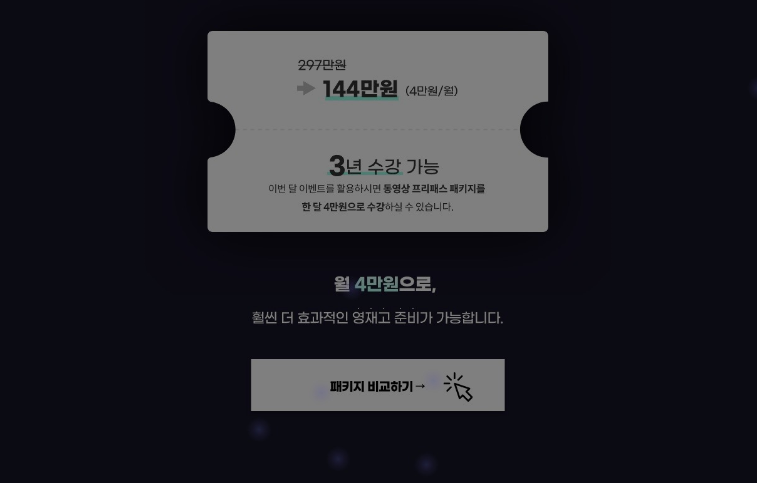 297만원
144만원 (4만원/월)
3년 수강 가능
이번 달 이벤트를 활용하시면 동영상 프리패스 패키지를
한 달 4만원으로 수강하실 수 있습니다.
월 4만원으로,
훨씬 더 효과적인 영재고 준비가 가능합니다.
패키지 비교하기 →